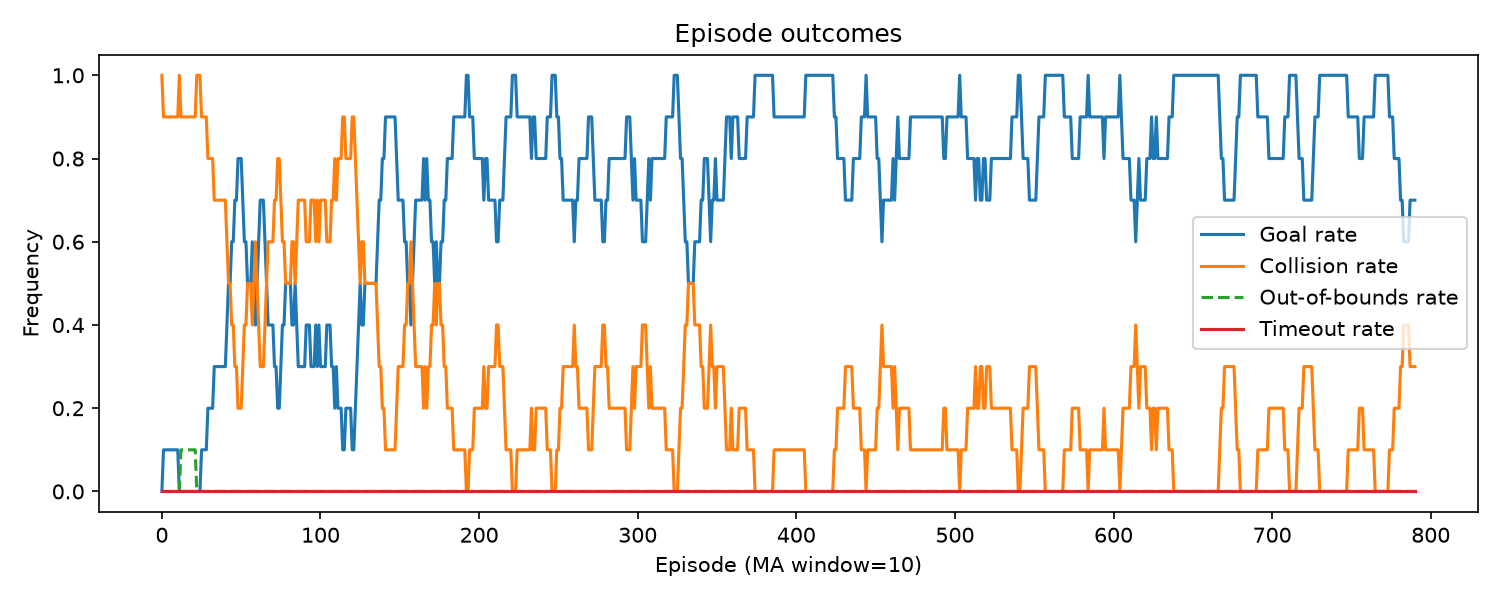 Episode outcomes
1.0
0.8
0.6
0.4
0.2
0.0
Frequency
Goal rate
Collision rate
Out-of-bounds rate
Timeout rate
0 100 200 300 400 500 600 700 800
Episode (MA window=10)